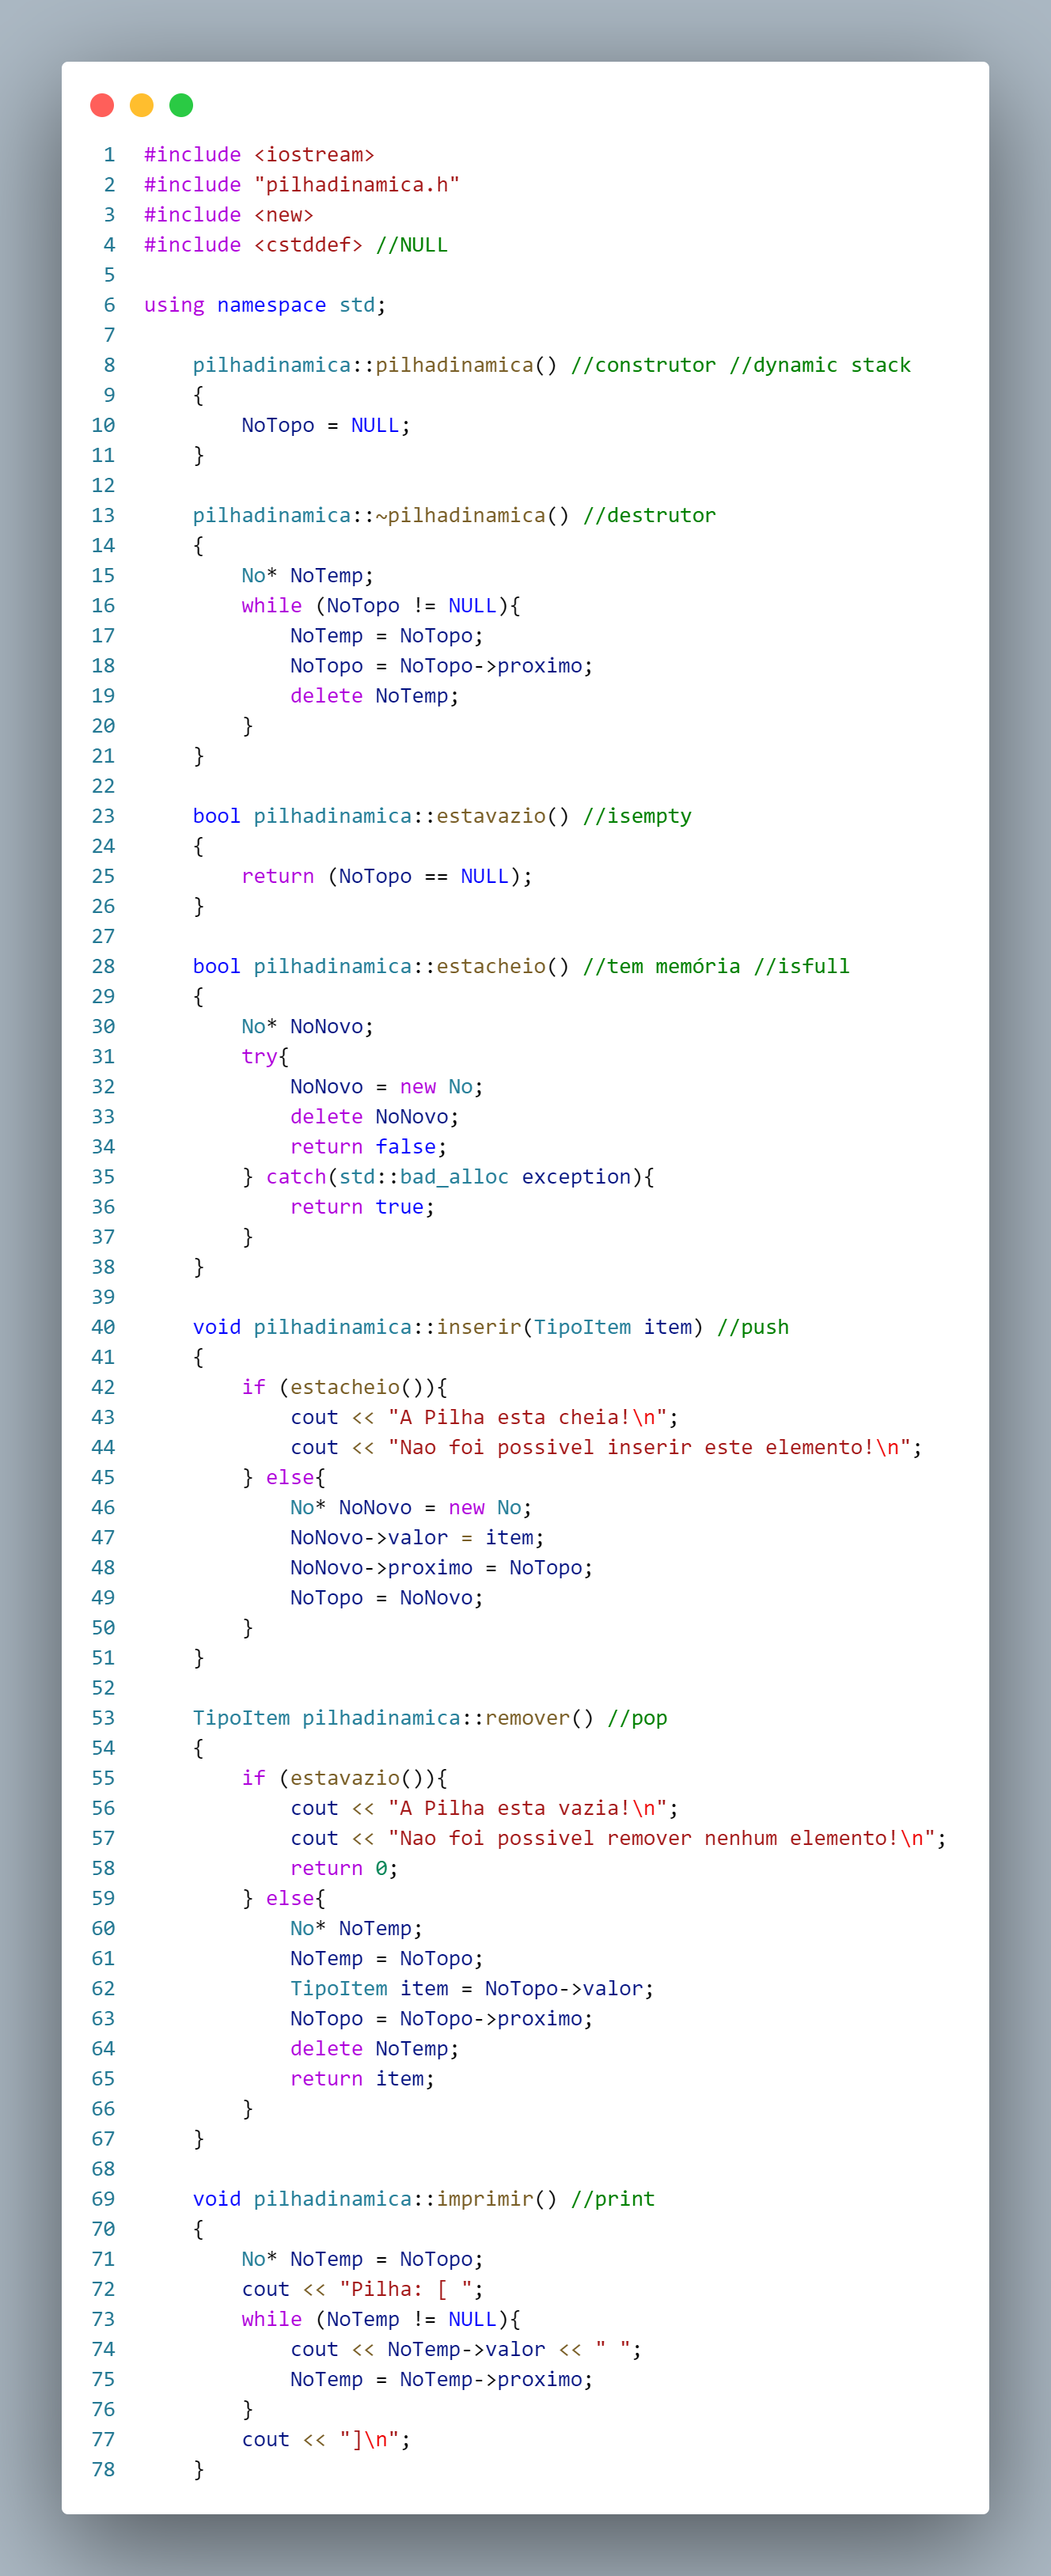 1 #include <iostream>
2 #include "pilhadinamica.h"
3 #include <new>
4 #include <cstddef> //NULL
5
6 using namespace std;
7
8     pilhadinamica::pilhadinamica() //construtor //dynamic stack
9     {
10         NoTopo = NULL;
11     }
12
13     pilhadinamica::~pilhadinamica() //destrutor
14     {
15         No* NoTemp;
16         while (NoTopo != NULL){
17             NoTemp = NoTopo;
18             NoTopo = NoTopo->proximo;
19             delete NoTemp;
20         }
21     }
22
23     bool pilhadinamica::estavazio() //isempty
24     {
25         return (NoTopo == NULL);
26     }
27
28     bool pilhadinamica::estacheio() //tem memória //isfull
29     {
30         No* NoNovo;
31         try{
32             NoNovo = new No;
33             delete NoNovo;
34             return false;
35         } catch(std::bad_alloc exception){
36             return true;
37         }
38     }
39
40     void pilhadinamica::inserir(TipoItem item) //push
41     {
42         if (estacheio()){
43             cout << "A Pilha esta cheia!\n";
44             cout << "Nao foi possivel inserir este elemento!\n";
45         } else{
46             No* NoNovo = new No;
47             NoNovo->valor = item;
48             NoNovo->proximo = NoTopo;
49             NoTopo = NoNovo;
50         }
51     }
52
53     TipoItem pilhadinamica::remover() //pop
54     {
55         if (estavazio()){
56             cout << "A Pilha esta vazia!\n";
57             cout << "Nao foi possivel remover nenhum elemento!\n";
58             return 0;
59         } else{
60             No* NoTemp;
61             NoTemp = NoTopo;
62             TipoItem item = NoTopo->valor;
63             NoTopo = NoTopo->proximo;
64             delete NoTemp;
65             return item;
66         }
67     }
68
69     void pilhadinamica::imprimir() //print
70     {
71         No* NoTemp = NoTopo;
72         cout << "Pilha: [ ";
73         while (NoTemp != NULL){
74             cout << NoTemp->valor << " ";
75             NoTemp = NoTemp->proximo;
76         }
77         cout << "]\n";
78     }